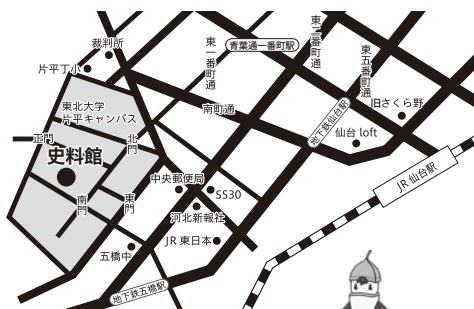 裁判所
片平丁小
東一番町通
青葉通一番町駅
東二番町通
東五番町通
旧さくら野
東北大学
片平キャンパス
南町通
地下鉄仙台駅
仙台 loft
正門
北門
史料館
JR 仙台駅
中央郵便局
SS30
南門
東門
河北新報社
JR 東日本
五橋中
地下鉄五橋駅